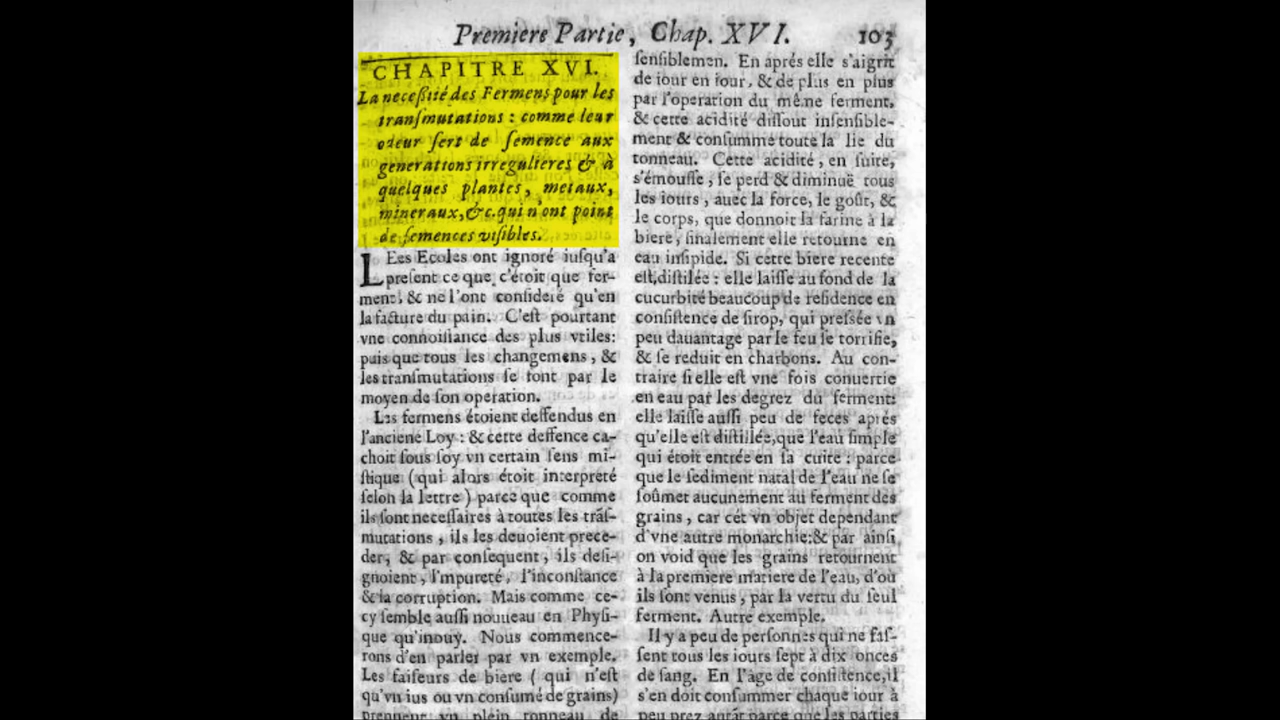 Premiere Partie, Chap. XVI. 103
CHAPITRE XVI.
La necessité des Fermens pour les
transmutations : comme leur
odeur sert de semence aux
generations irregulieres & à
quelques plantes, metaux,
mineraux, &c. qui n'ont point
de semences visibles.
LEes Ecoles ont ignoré iusqu'a
present ce que c'étoit que fer-
ment, & ne l'ont consideré qu'en
la facture du pain. C'est pourtant
vne connoissance des plus vtiles:
puis que tous les changemens, &
les transmutations se font par le
moyen de son operation.
Les fermens étoient deffendus en
l'anciene Loy : & cette deffence ca-
choit sous soy vn certain sens mi-
stique (qui alors étoit interpreté
selon la lettre) parce que comme
ils sont necessaires à toutes les trãs-
mutations, ils les deuoient prece-
der, & par consequent, ils desi-
gnoient, l'impureté, l'inconstance
& la corruption. Mais comme ce-
cy semble aussi nouueau en Physi-
que qu'inouy. Nous commence-
rons d'en parler par vn exemple.
Les faiseurs de biere (qui n'est
qu'vn ius ou vn consumé de grains)
prennent vn plein tonneau de
sensiblemen. En aprés elle s'aigrit
de iour en iour, & de plus en plus
par l'operation du même ferment,
& cette acidité dissout insensible-
ment & consumme toute la lie du
tonneau. Cette acidité, en suite,
s'émousse, se perd & diminuë tous
les iours, auec la force, le goût, &
le corps, que donnoit la farine à la
biere, finalement elle retourne en
eau insipide. Si cette biere recente
est distilée : elle laisse au fond de la
cucurbite beaucoup de residence en
consistence de sirop, qui pressée vn
peu dauantage par le feu se torrifie,
& se reduit en charbons. Au con-
traire si elle est vne fois conuertie
en eau par les degrez du ferment:
elle laisse aussi peu de feces aprés
qu'elle est distillée, que l'eau simple
qui étoit entrée en sa cuite : parce
que le sediment natal de l'eau ne se
soûmet aucunement au ferment des
grains, car cét vn objet dependant
d'vne autre monarchie: & par ainsi
on void que les grains retournent
à la premiere matiere de l'eau, d'où
ils sont venus, par la vertu du seul
ferment. Autre exemple.
Il y a peu de personnes qui ne fas-
sent tous les iours sept à dix onces
de sang. En l'âge de consistence, il
s'en doit consummer chaque iour à
peu prez autãt parce que les parties